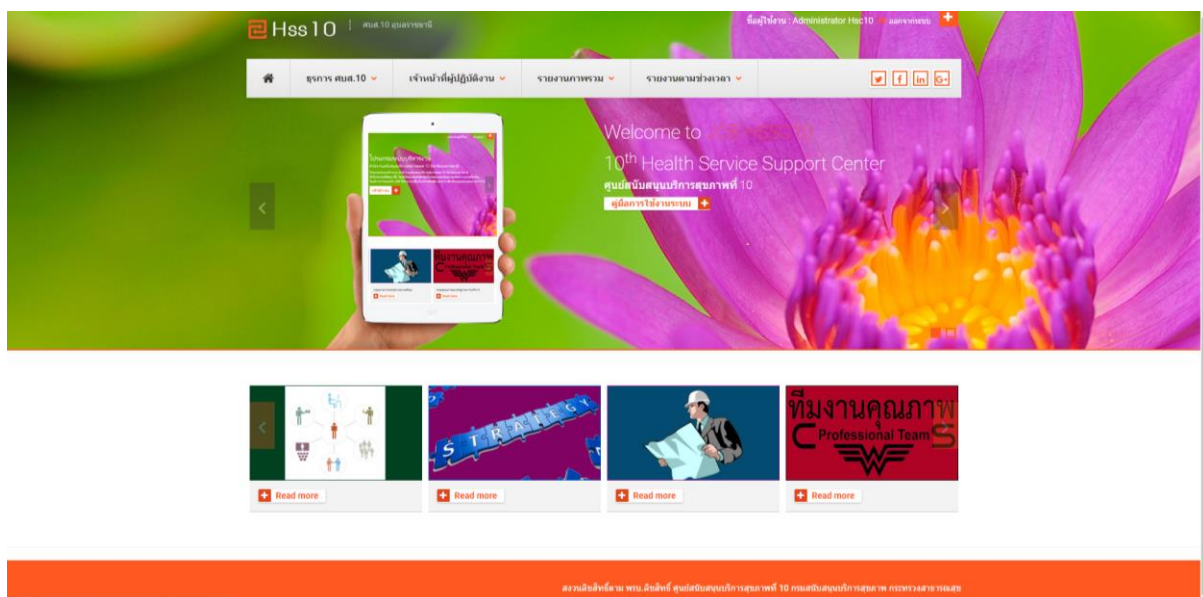 Hss10
ศบส.10 อุบลราชธานี
ชื่อผู้ใช้งาน : Administrator Hsc10
ออกจากระบบ
ธุรการ ศบส.10
เจ้าหน้าที่ผู้ปฏิบัติงาน
รายงานภาพรวม
รายงานตามช่วงเวลา
Welcome to
10th Health Service Support Center
ศูนย์สนับสนุนบริการสุขภาพที่ 10
คู่มือการใช้งานระบบ
Read more
Read more
STRATEGY
ทีมงานคุณภาพ
C Professional Team S
Read more
Read more
Read more
Read more
สงวนลิขสิทธิ์ตาม พรบ.ลิขสิทธิ์ ศูนย์สนับสนุนบริการสุขภาพที่ 10 กรมสนับสนุนบริการสุขภาพ กระทรวงสาธารณสุข